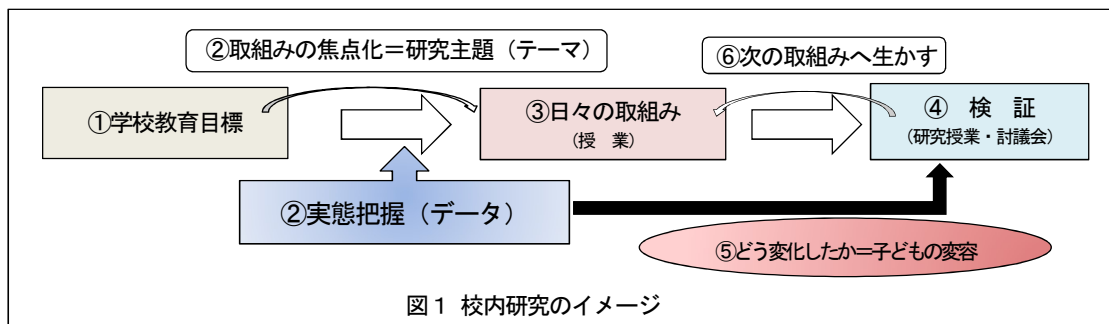 ②取組みの焦点化＝研究主題（テーマ）
⑥次の取組みへ生かす
①学校教育目標
③日々の取組み
（授　業）
④　検　証
（研究授業・討議会）
②実態把握（データ）
⑤どう変化したか＝子どもの変容
図１ 校内研究のイメージ